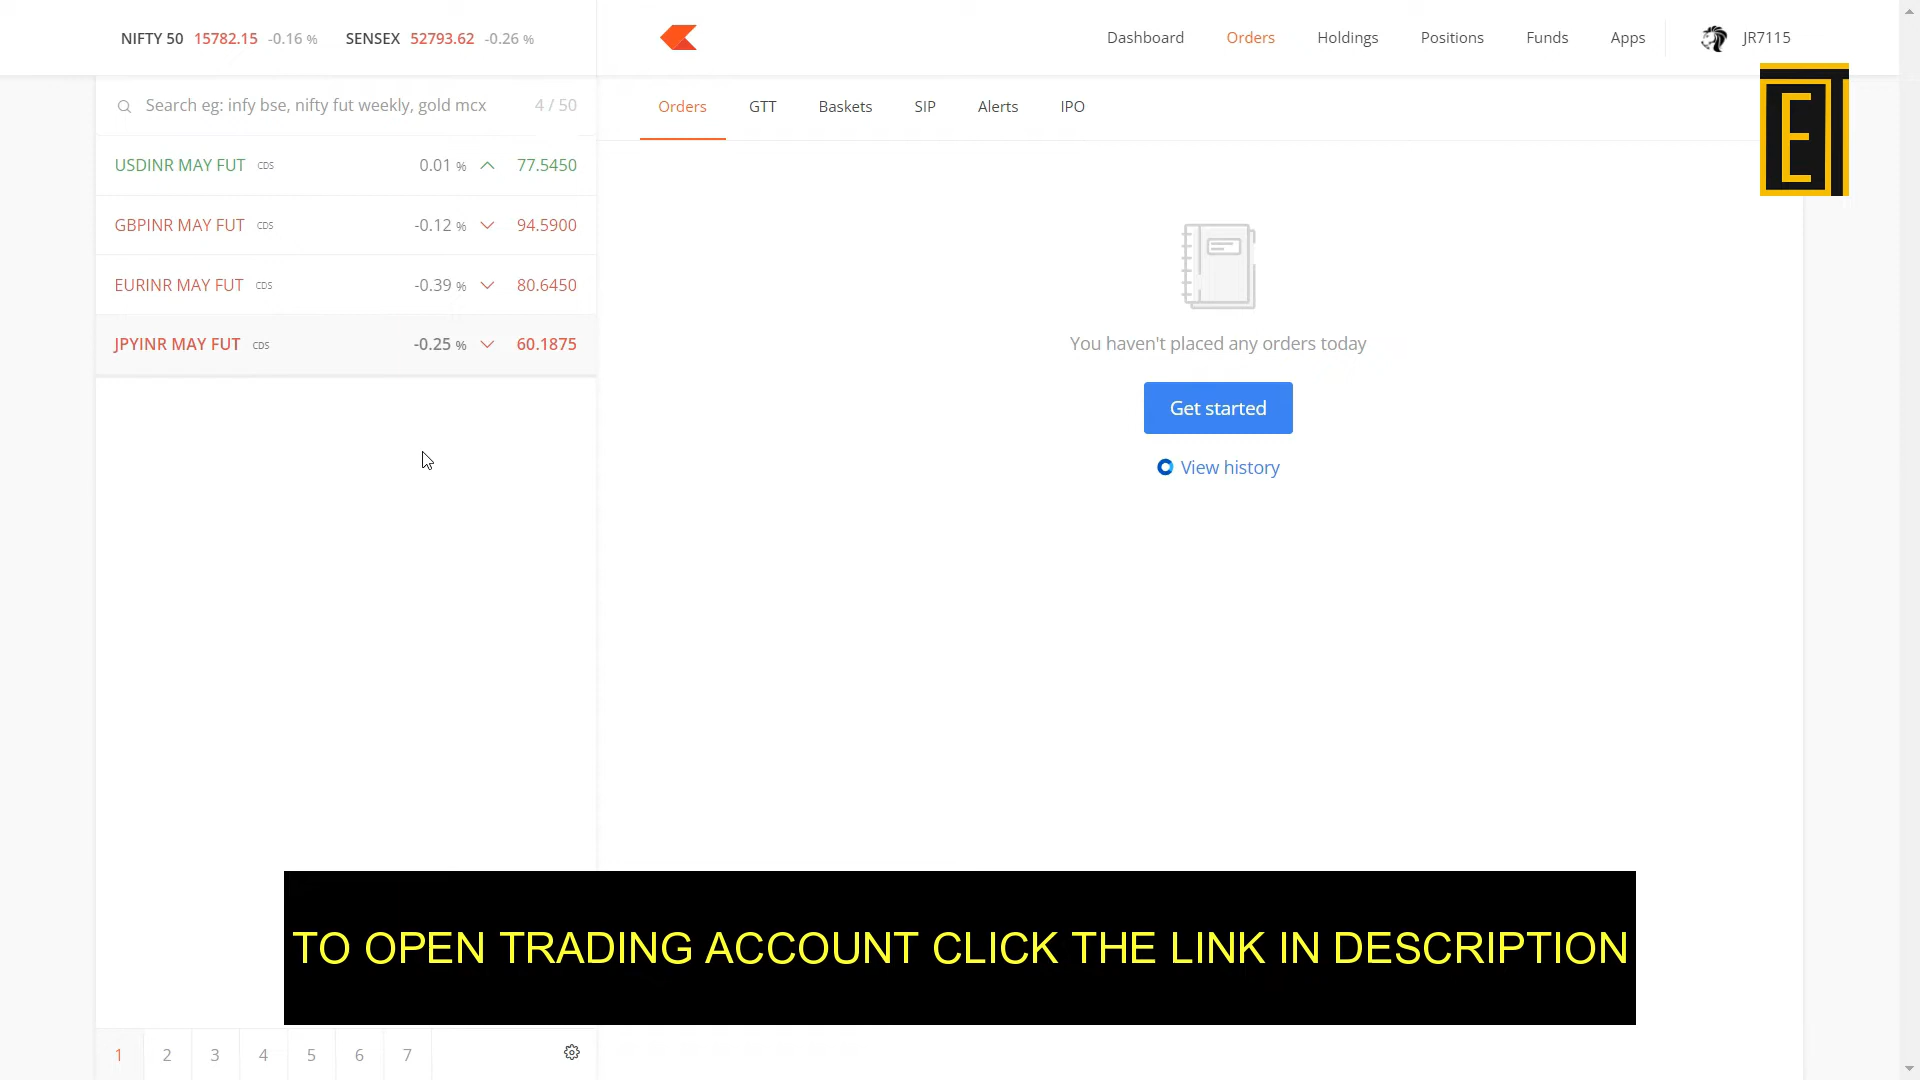 NIFTY 50 15782.15 -0.16 % SENSEX 52793.62 -0.26 %
Dashboard Orders Holdings Positions Funds Apps JR7115
Search eg: infy bse, nifty fut weekly, gold mcx 4 / 50
Orders GTT Baskets SIP Alerts IPO
E
USDINR MAY FUT CDS 0.01 % 77.5450
GBPINR MAY FUT CDS -0.12 % 94.5900
EURINR MAY FUT CDS -0.39 % 80.6450
JPYINR MAY FUT CDS -0.25 % 60.1875
You haven't placed any orders today
Get started
View history
TO OPEN TRADING ACCOUNT CLICK THE LINK IN DESCRIPTION
1 2 3 4 5 6 7